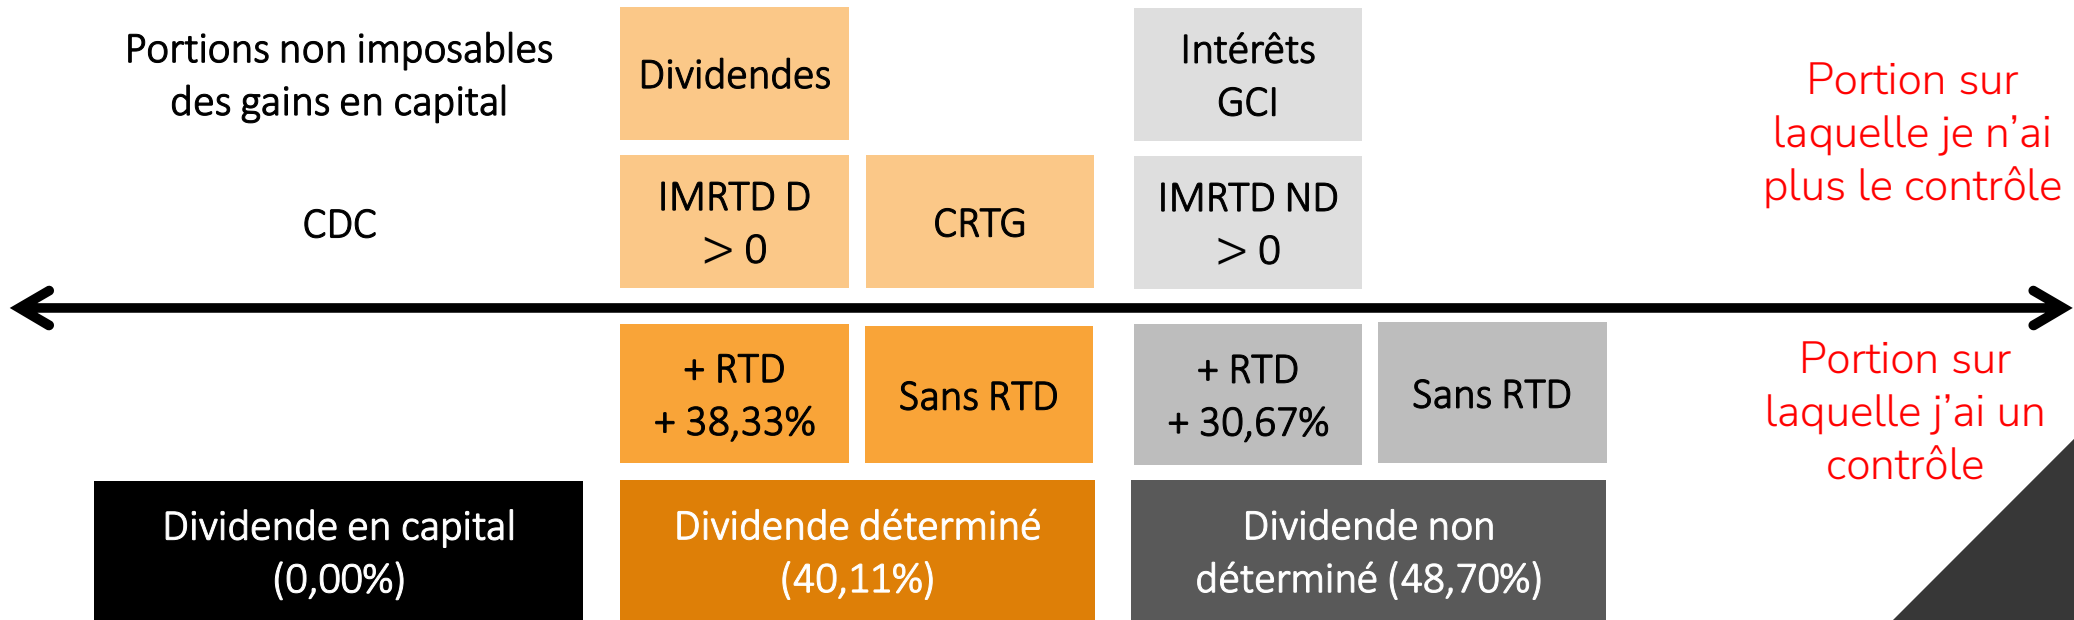 Portions non imposables
des gains en capital
Dividendes
Intérêts
GCI
Portion sur
laquelle je n'ai
plus le contrôle
CDC
IMRTD D
> 0
CRTG
IMRTD ND
> 0
+ RTD
+ 38,33%
Sans RTD
+ RTD
+ 30,67%
Sans RTD
Portion sur
laquelle j'ai un
contrôle
Dividende en capital
(0,00%)
Dividende déterminé
(40,11%)
Dividende non
déterminé (48,70%)